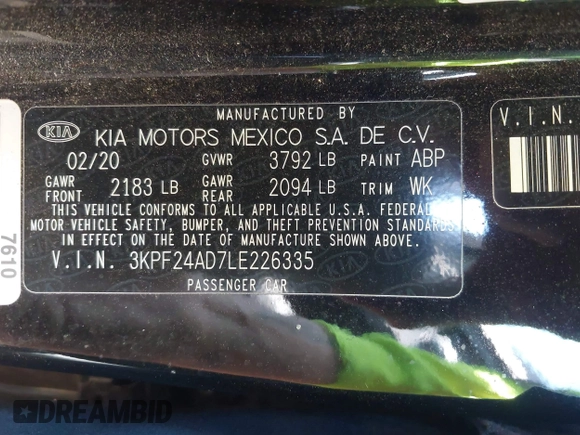 MANUFACTURED BY
KIA KIA MOTORS MEXICO S.A. DE C.V.
02/20 GVWR 3792 LB PAINT ABP
GAWR FRONT 2183 LB GAWR REAR 2094 LB TRIM WK
THIS VEHICLE CONFORMS TO ALL APPLICABLE U.S.A. FEDERAL
MOTOR VEHICLE SAFETY, BUMPER, AND THEFT PREVENTION STANDARDS
IN EFFECT ON THE DATE OF MANUFACTURE SHOWN ABOVE.
V.I.N. 3KPF24AD7LE226335
PASSENGER CAR
V.I.N.
7610
DREAMBID